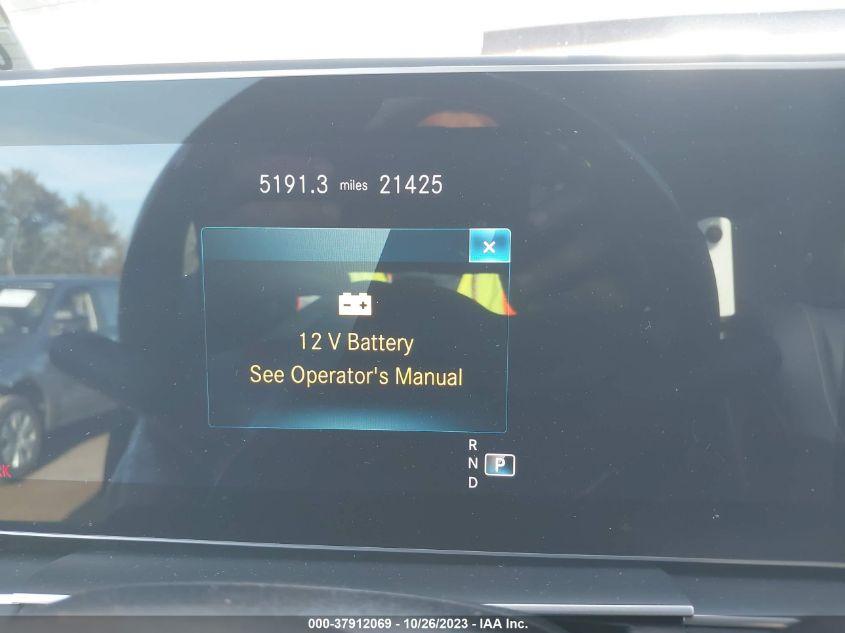 5191.3 miles 21425
×
12 V Battery
See Operator's Manual
R
N P
D
000-37912069 - 10/26/2023 - IAA Inc.